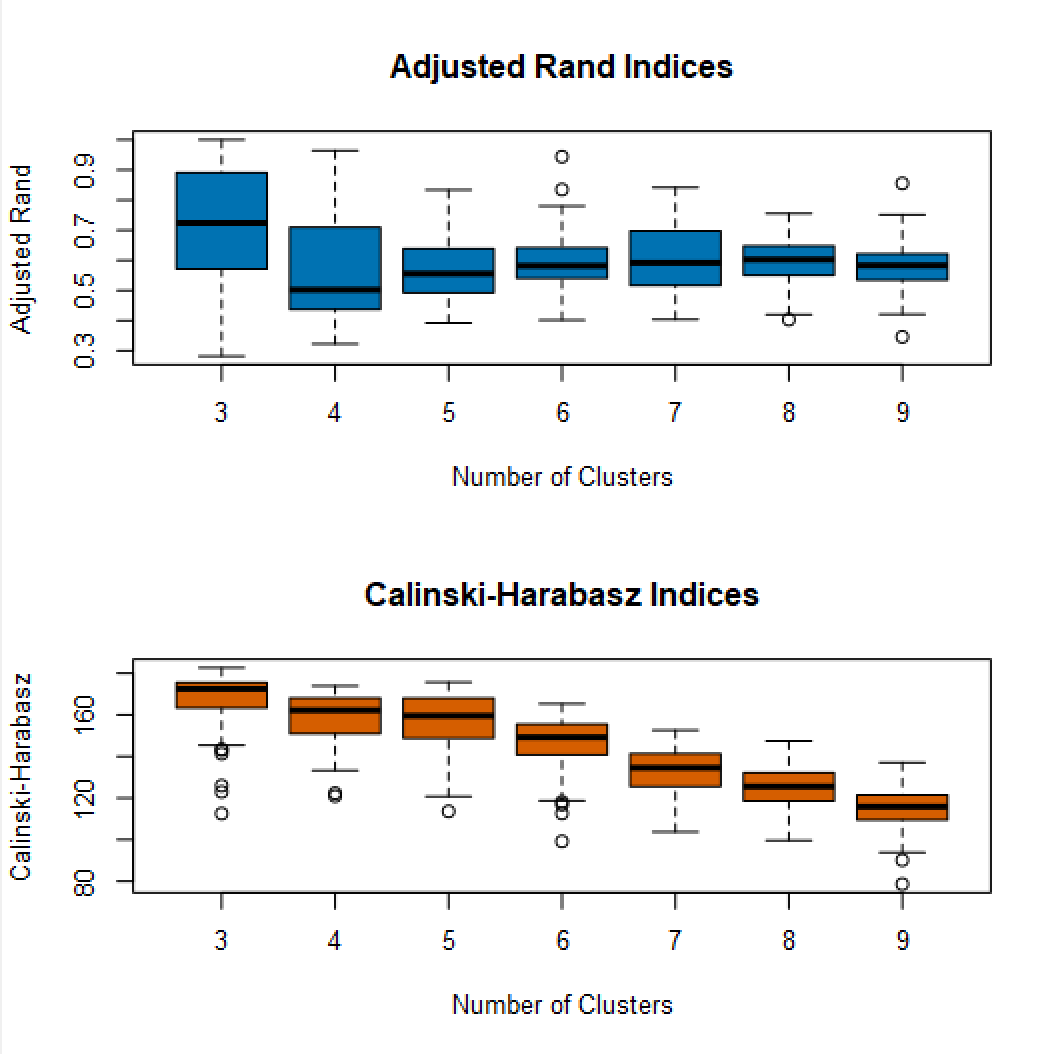 Adjusted Rand Indices
Adjusted Rand
0.9
0.7
0.5
0.3
3 4 5 6 7 8 9
Number of Clusters
Calinski-Harabasz Indices
Calinski-Harabasz
160
120
80
3 4 5 6 7 8 9
Number of Clusters